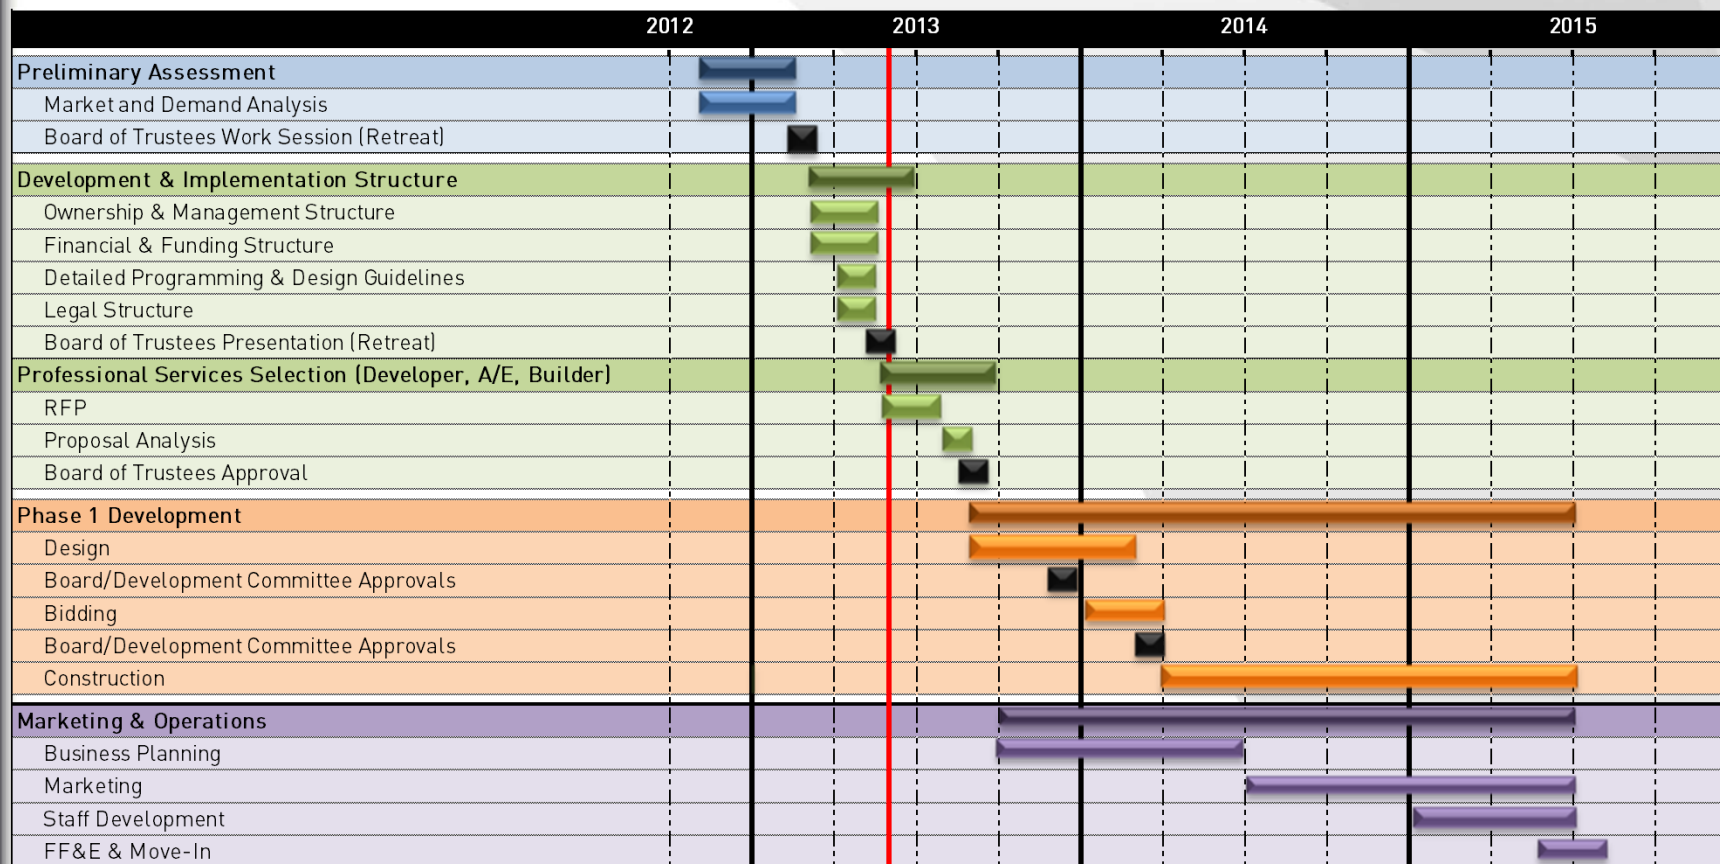 2012 2013 2014 2015
Preliminary Assessment
Market and Demand Analysis
Board of Trustees Work Session (Retreat)
Development & Implementation Structure
Ownership & Management Structure
Financial & Funding Structure
Detailed Programming & Design Guidelines
Legal Structure
Board of Trustees Presentation (Retreat)
Professional Services Selection (Developer, A/E, Builder)
RFP
Proposal Analysis
Board of Trustees Approval
Phase 1 Development
Design
Board/Development Committee Approvals
Bidding
Board/Development Committee Approvals
Construction
Marketing & Operations
Business Planning
Marketing
Staff Development
FF&E & Move-In